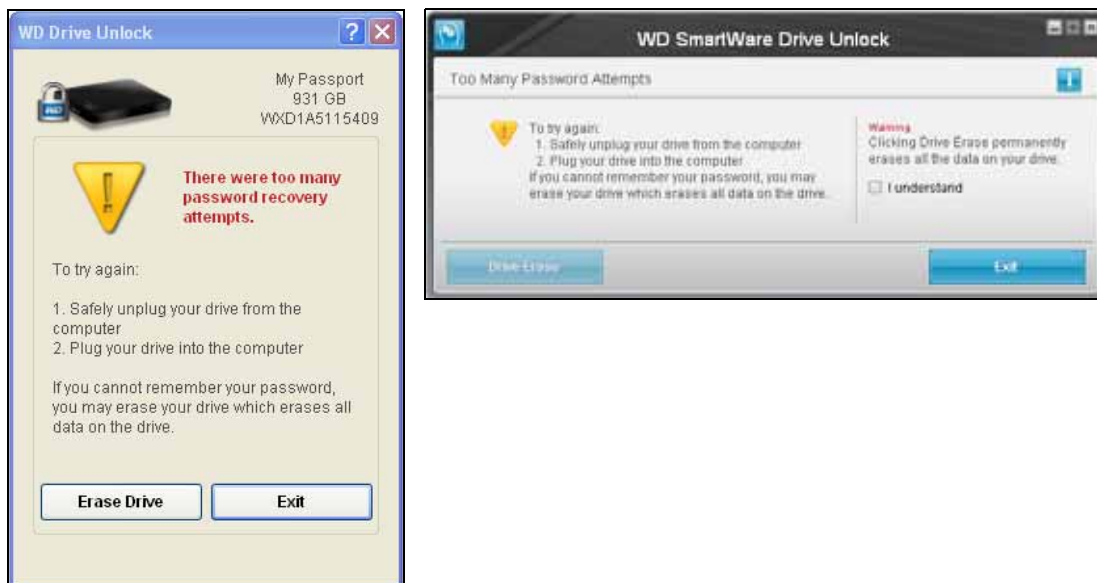 WD Drive Unlock
My Passport
931 GB
WXD1A5115409
There were too many
password recovery
attempts.
To try again:
1. Safely unplug your drive from the
computer
2. Plug your drive into the computer
If you cannot remember your password,
you may erase your drive which erases all
data on the drive.
Erase Drive
Exit
WD SmartWare Drive Unlock
Too Many Password Attempts
To try again:
1. Safely unplug your drive from the computer
2. Plug your drive into the computer
If you cannot remember your password, you may
erase your drive which erases all data on the drive.
Warning
Clicking Drive Erase permanently
erases all the data on your drive.
I understand
Drive Erase
Exit